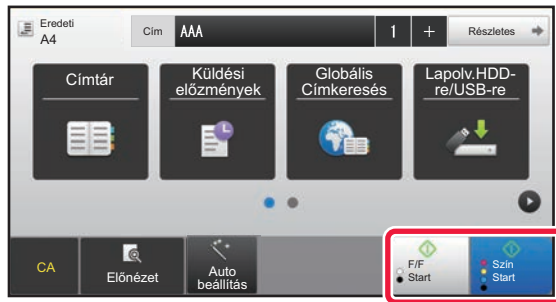 Eredeti
A4
Cím
AAA
1
+
Részletes
Címtár
Küldési
előzmények
Globális
Címkeresés
Lapolv.HDD-
re/USB-re
CA
Előnézet
Auto
beállítás
F/F
Start
Szín
Start